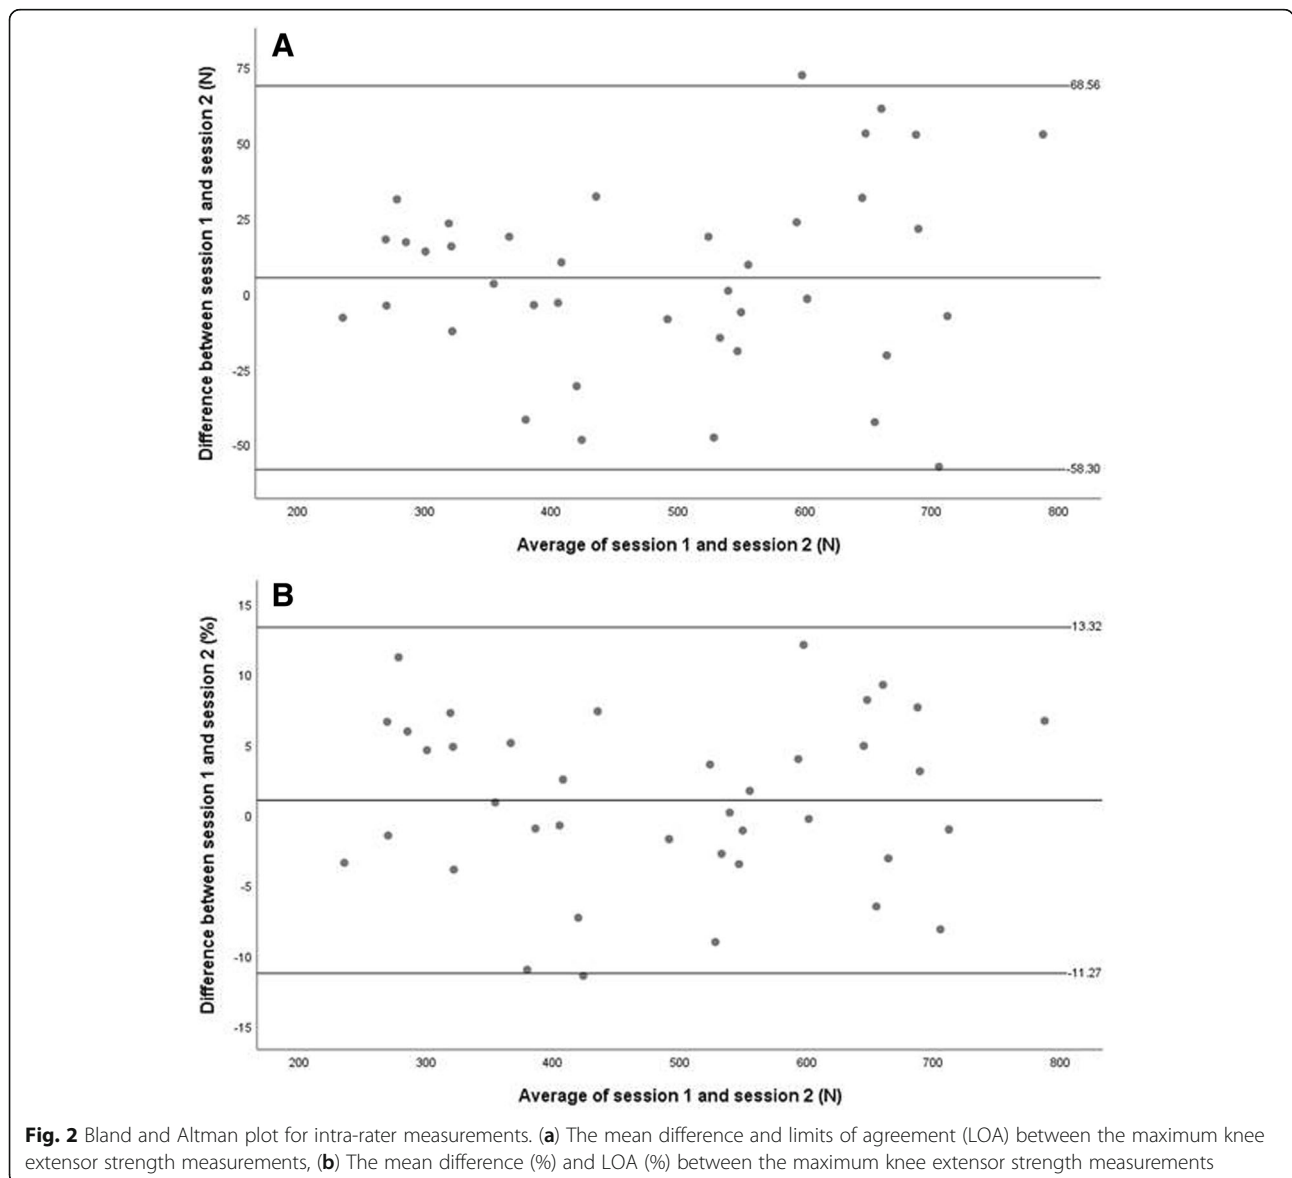 A
Difference between session 1 and session 2 (N)
75
50
25
0
-25
-50
68.56
-58.30
200 300 400 500 600 700 800
Average of session 1 and session 2 (N)
B
Difference between session 1 and session 2 (%)
15
10
5
0
-5
-10
-15
13.32
-11.27
200 300 400 500 600 700 800
Average of session 1 and session 2 (N)
Fig. 2 Bland and Altman plot for intra-rater measurements. (a) The mean difference and limits of agreement (LOA) between the maximum knee
extensor strength measurements, (b) The mean difference (%) and LOA (%) between the maximum knee extensor strength measurements